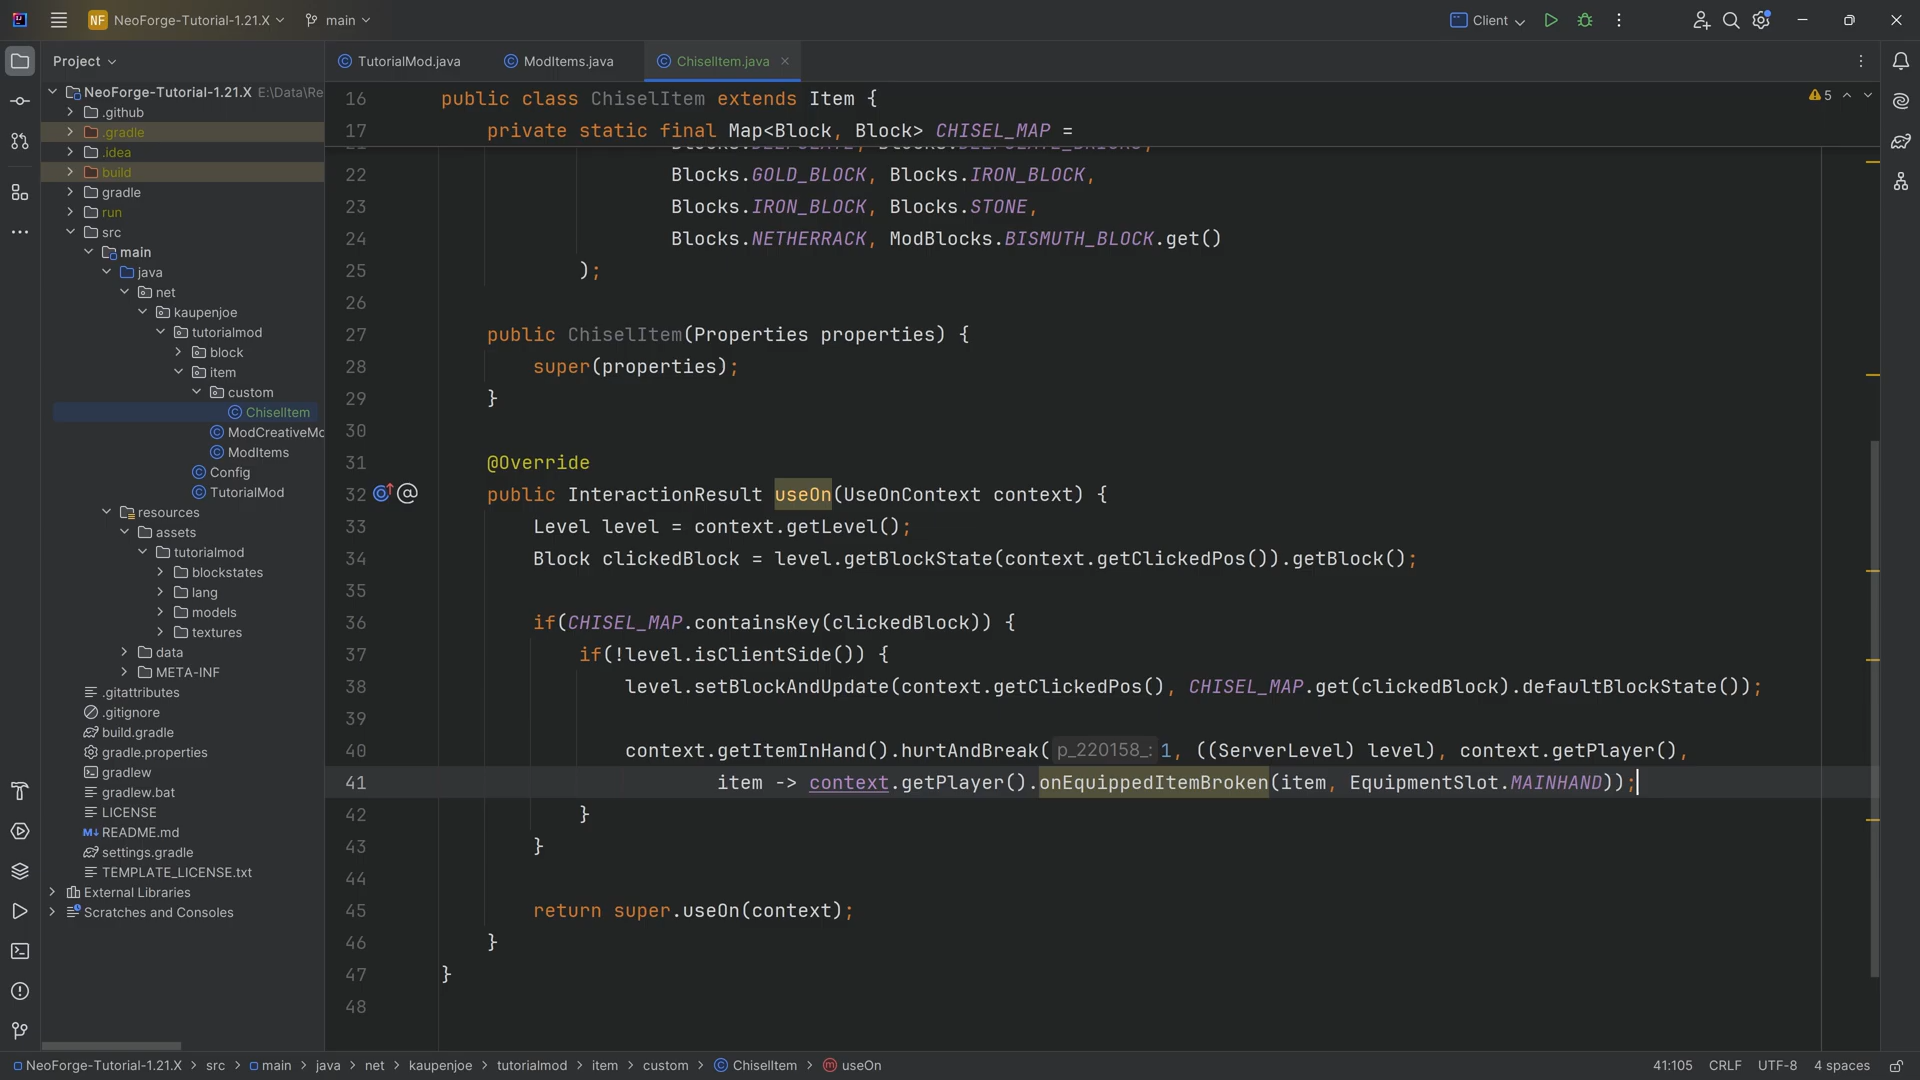 NF NeoForge-Tutorial-1.21.X main Client
Project
TutorialMod.java ModItems.java ChiselItem.java
NeoForge-Tutorial-1.21.X E:\Data\Re
.github
.gradle
.idea
build
gradle
run
src
main
java
net
kaupenjoe
tutorialmod
block
item
custom
ChiselItem
ModCreativeMo
ModItems
Config
TutorialMod
resources
assets
tutorialmod
blockstates
lang
models
textures
data
META-INF
.gitattributes
.gitignore
build.gradle
gradle.properties
gradlew
gradlew.bat
LICENSE
README.md
settings.gradle
TEMPLATE_LICENSE.txt
External Libraries
Scratches and Consoles
5
16 public class ChiselItem extends Item {
17 private static final Map<Block, Block> CHISEL_MAP =
22 Blocks.GOLD_BLOCK, Blocks.IRON_BLOCK,
23 Blocks.IRON_BLOCK, Blocks.STONE,
24 Blocks.NETHERRACK, ModBlocks.BISMUTH_BLOCK.get()
25 );
26
27 public ChiselItem(Properties properties) {
28 super(properties);
29 }
30
31 @Override
32 @ public InteractionResult useOn(UseOnContext context) {
33 Level level = context.getLevel();
34 Block clickedBlock = level.getBlockState(context.getClickedPos()).getBlock();
35
36 if(CHISEL_MAP.containsKey(clickedBlock)) {
37 if(!level.isClientSide()) {
38 level.setBlockAndUpdate(context.getClickedPos(), CHISEL_MAP.get(clickedBlock).defaultBlockState());
39
40 context.getItemInHand().hurtAndBreak( p_220158_: 1, ((ServerLevel) level), context.getPlayer(),
41 item -> context.getPlayer().onEquippedItemBroken(item, EquipmentSlot.MAINHAND));
42 }
43 }
44
45 return super.useOn(context);
46 }
47 }
48
NeoForge-Tutorial-1.21.X > src > main > java > net > kaupenjoe > tutorialmod > item > custom > ChiselItem > useOn 41:105 CRLF UTF-8 4 spaces